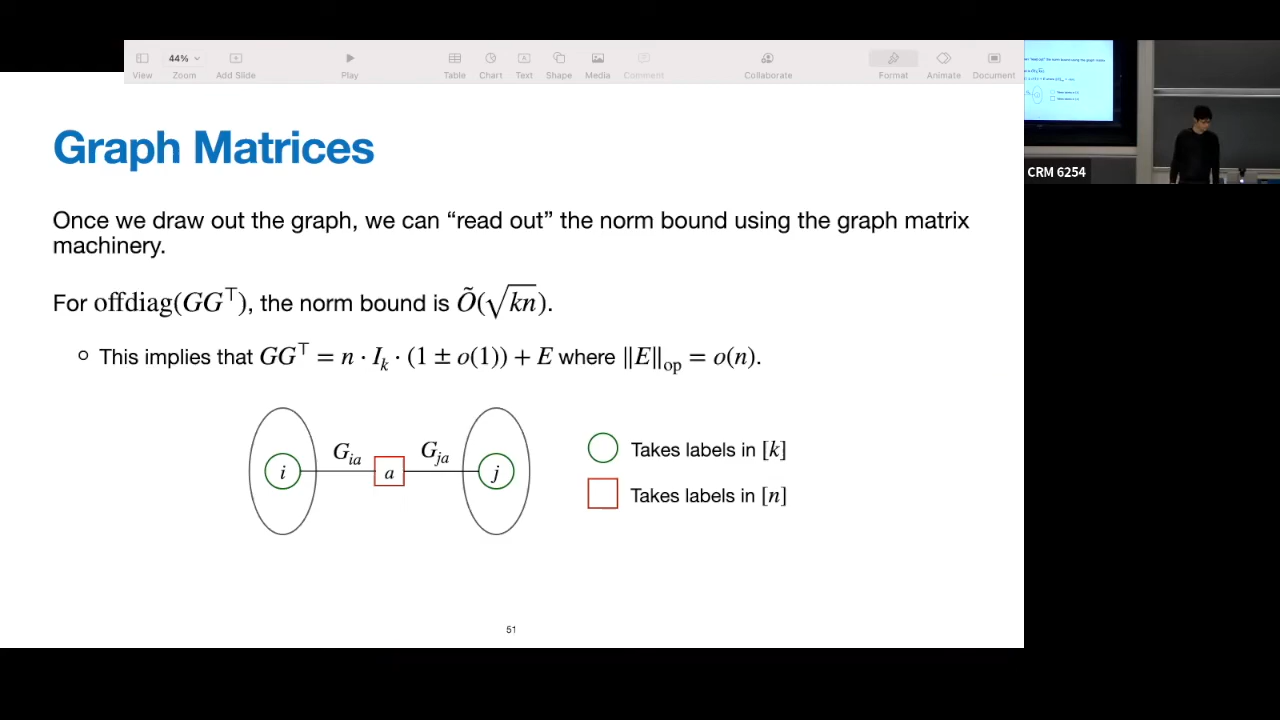 44%
View
Zoom
Add Slide
Play
Table
Chart
Text
Shape
Media
Comment
Collaborate
Format
Animate
Document
Graph Matrices
Once we draw out the graph, we can “read out” the norm bound using the graph matrix
machinery.
For offdiag(GG⊤), the norm bound is Õ(√kn).
This implies that GG⊤ = n · I_k · (1 ± o(1)) + E where ‖E‖_op = o(n).
i
G_ia
a
G_ja
j
Takes labels in [k]
Takes labels in [n]
51
CRM 6254